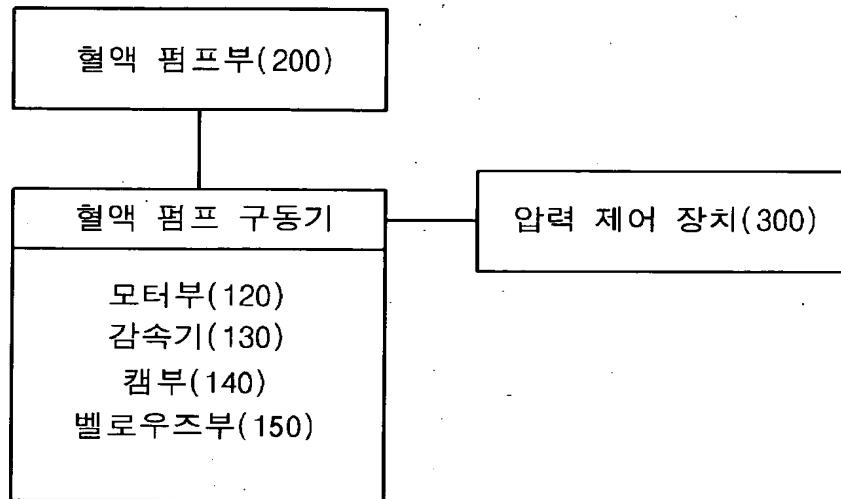 혈액 펌프부(200)
혈액 펌프 구동기
압력 제어 장치(300)
모터부(120)
감속기(130)
캠부(140)
벨로우즈부(150)